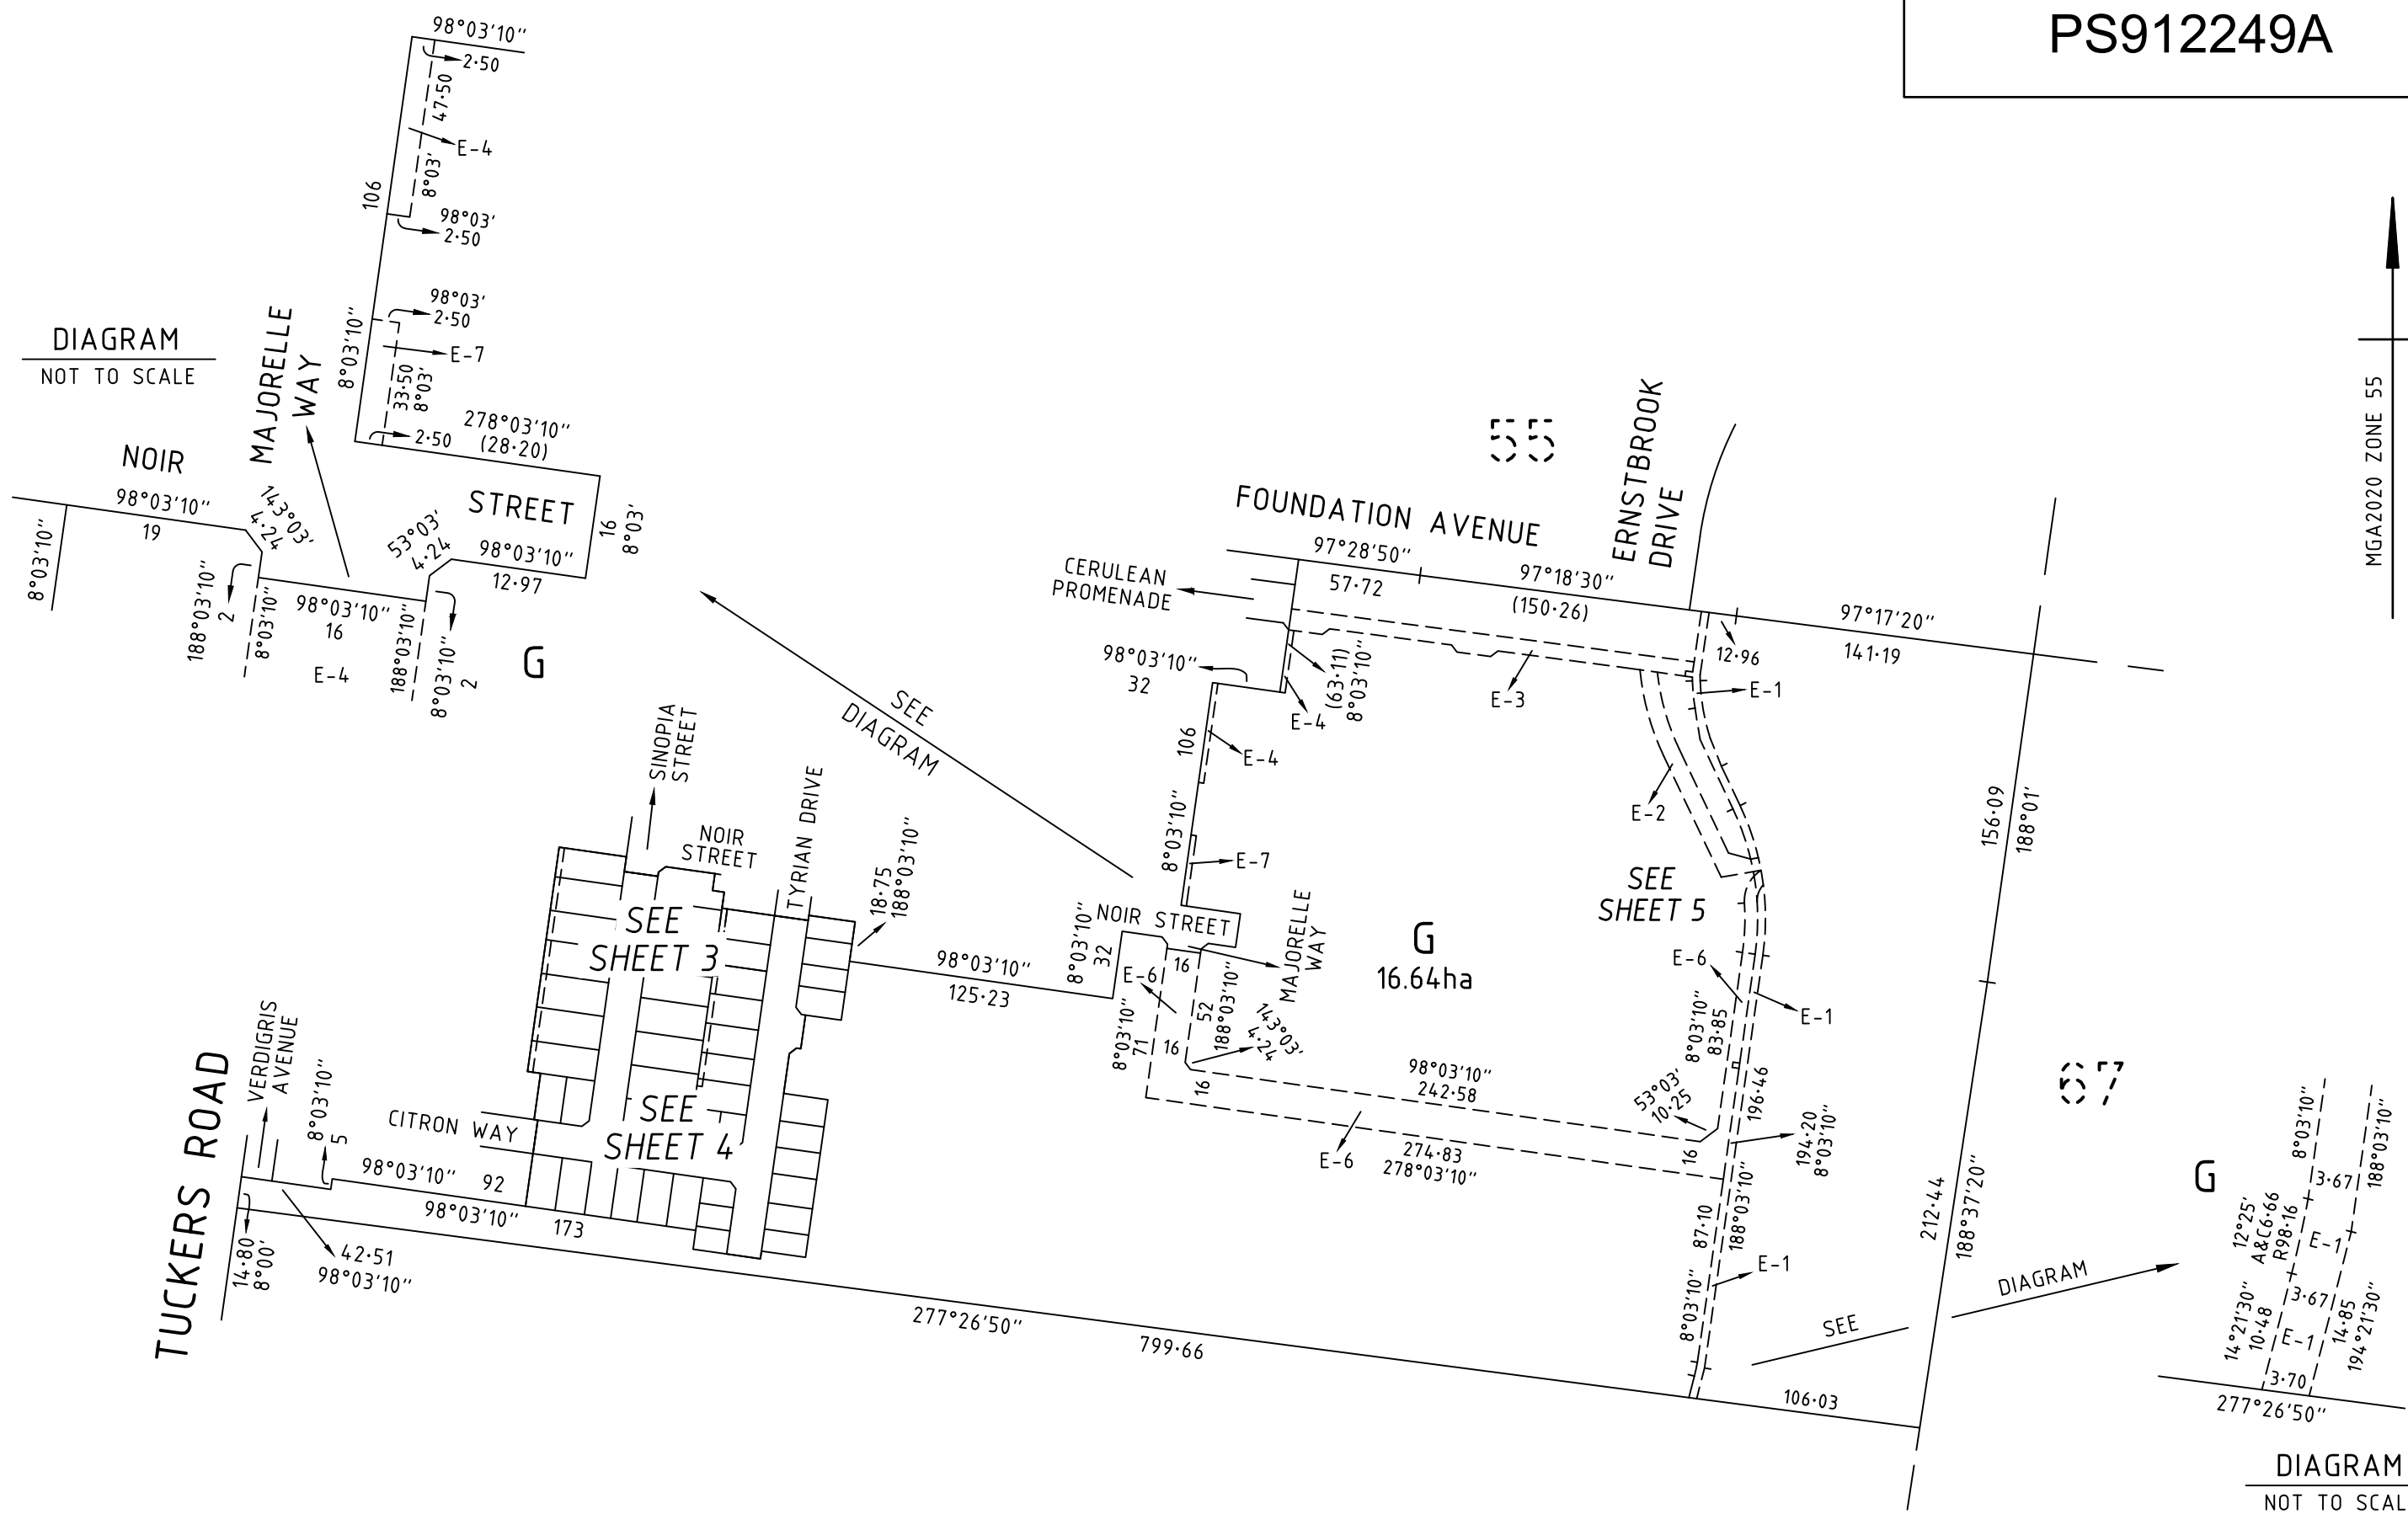 PS912249A
98°03'10"
2·50
47·50
E-4
8°03'
106
98°03'
2·50
98°03'
2·50
E-7
8°03'10"
33·50
8°03'
2·50
278°03'10"
(28·20)
DIAGRAM
NOT TO SCALE
MAJORELLE
WAY
NOIR
STREET
98°03'10"
19
143°03'
4·24
53°03'
4·24
98°03'10"
12·97
16
8°03'
8°03'10"
188°03'10"
2
8°03'10"
98°03'10"
16
E-4
188°03'10"
8°03'10"
2
G
SEE
DIAGRAM
55
FOUNDATION AVENUE
ERNSTBROOK
DRIVE
MGA2020 ZONE 55
CERULEAN
PROMENADE
97°28'50"
57·72
97°18'30"
(150·26)
12·96
97°17'20"
141·19
98°03'10"
32
(63·11)
8°03'10"
E-4
E-3
E-1
106
E-4
8°03'10"
E-7
E-2
156·09
188°01'
SEE
SHEET 5
SINOPIA
STREET
NOIR
STREET
TYRIAN DRIVE
18·75
188°03'10"
SEE
SHEET 3
98°03'10"
125·23
8°03'10"
32
NOIR STREET
MAJORELLE
WAY
16
E-6
52
188°03'10"
143°03'
4·24
8°03'10"
71
16
16
G
16.64ha
E-6
E-1
8°03'10"
83·85
98°03'10"
242·58
53°03'
10·25
196·46
194·20
8°03'10"
16
E-6
274·83
278°03'10"
67
TUCKERS ROAD
VERDIGRIS
AVENUE
8°03'10"
5
CITRON WAY
SEE
SHEET 4
98°03'10"
92
98°03'10"
173
14·80
8°00'
42·51
98°03'10"
277°26'50"
799·66
87·10
188°03'10"
8°03'10"
E-1
212·44
188°37'20"
106·03
SEE
DIAGRAM
G
8°03'10"
188°03'10"
3·67
12°25'
A&C6·66
R98·16
E-1
3·67
14°21'30"
10·48
E-1
14·85
194°21'30"
3·70
277°26'50"
DIAGRAM
NOT TO SCAL